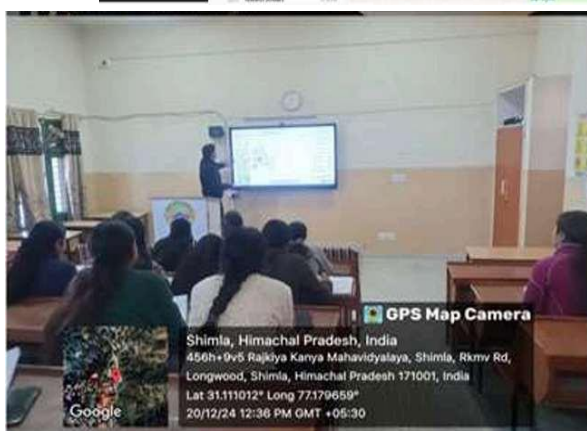 GPS Map Camera
Shimla, Himachal Pradesh, India
456h+9v5 Rajkiya Kanya Mahavidyalaya, Shimla, Rkmv Rd,
Longwood, Shimla, Himachal Pradesh 171001, India
Lat 31.111012° Long 77.179659°
20/12/24 12:36 PM GMT +05:30
Google